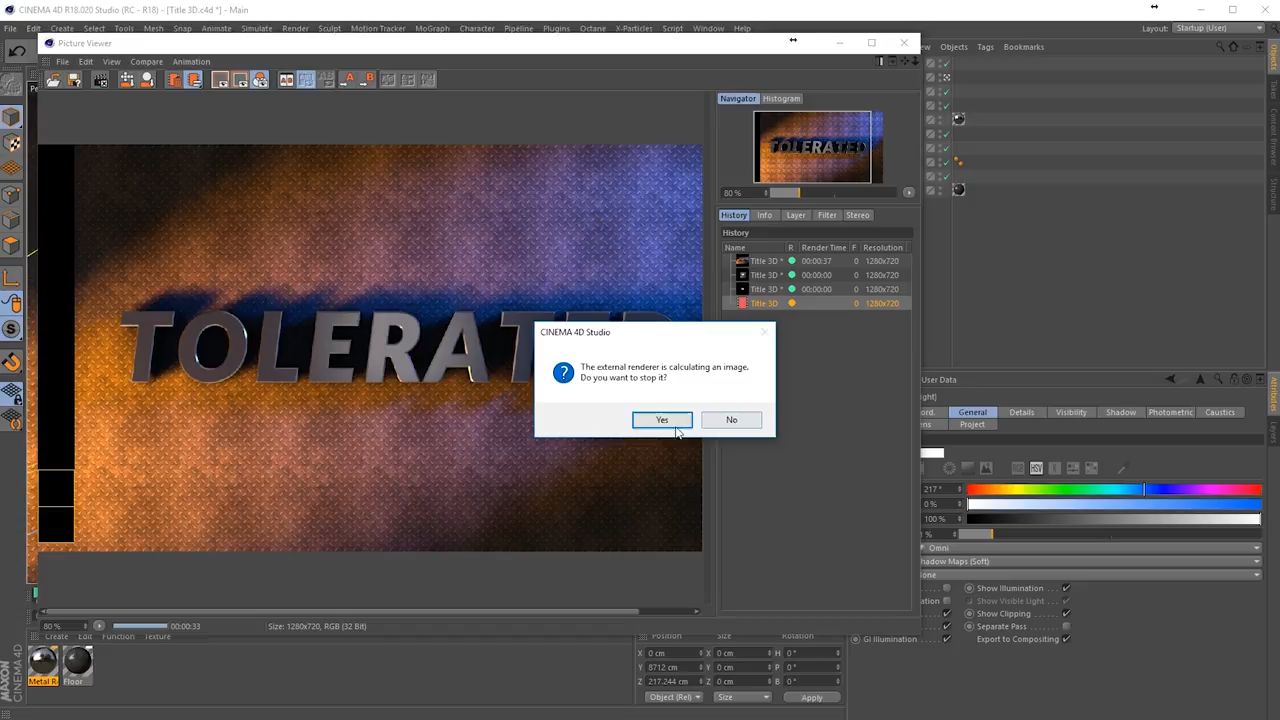 CINEMA 4D R18.020 Studio (RC - R18) - [Title 3D.c4d *] - Main
File Edit Create Select Tools Mesh Snap Animate Simulate Render Sculpt Motion Tracker MoGraph Character Pipeline Plugins Octane X-Particles Script Window Help
Layout: Startup (User)
Picture Viewer
Objects Tags Bookmarks
File Edit View Compare Animation
Navigator Histogram
TOLERATED
80 %
History Info Layer Filter Stereo
History
Name R Render Time F Resolution
Title 3D * 00:00:37 0 1280x720
Title 3D * 00:00:00 0 1280x720
Title 3D * 00:00:00 0 1280x720
Title 3D 0 1280x720
TOLERATED
CINEMA 4D Studio
The external renderer is calculating an image.
Do you want to stop it?
Yes No
User Data
General Details Visibility Shadow Photometric Caustics
Project
HSV
217 °
0 %
100 %
Omni
Shadow Maps (Soft)
Show Illumination
Show Visible Light
Show Clipping
Separate Pass
GI Illumination Export to Compositing
80 % 00:00:33 Size: 1280x720, RGB (32 Bit)
Create Edit Function Texture
Position Size Rotation
X 0 cm X 0 cm H 0 °
Y 8712 cm Y 0 cm P 0 °
Z 217.244 cm Z 0 cm B 0 °
Object (Rel) Size Apply
Metal R Floor
MAXON CINEMA 4D
Objects
Takes
Content Browser
Structure
Attributes
Layers